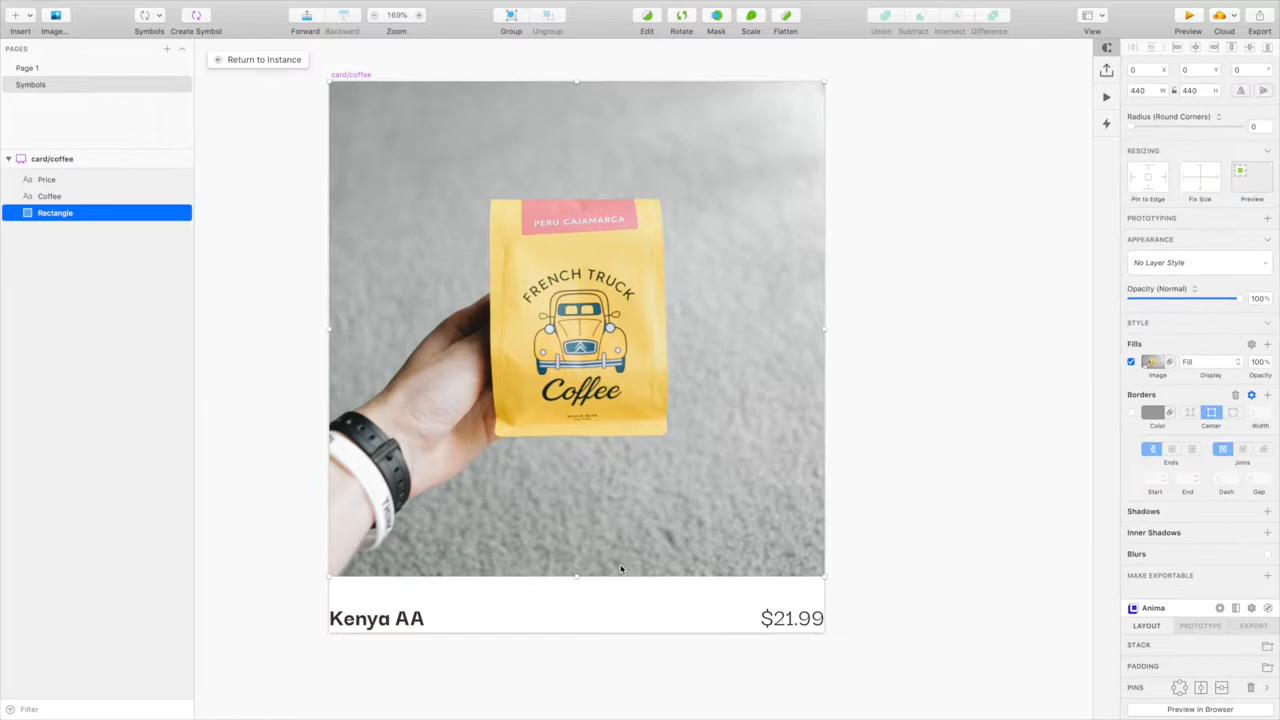 Insert
Image...
Symbols
Create Symbol
Forward
Backward
169%
Zoom
Group
Ungroup
Edit
Rotate
Mask
Scale
Flatten
Union
Subtract
Intersect
Difference
View
Preview
Cloud
Export
PAGES
Page 1
Symbols
card/coffee
Aa Price
Aa Coffee
Rectangle
Filter
Return to Instance
card/coffee
PERU CAJAMARCA
FRENCH TRUCK
Coffee
Kenya AA
$21.99
0 X 0 Y 0 °
440 W 440 H
Radius (Round Corners)
0
RESIZING
Pin to Edge
Fix Size
Preview
PROTOTYPING
APPEARANCE
No Layer Style
Opacity (Normal)
100%
STYLE
Fills
Fill
100%
Image
Display
Opacity
Borders
Color
Center
Width
Ends
Joins
Start
End
Dash
Gap
Shadows
Inner Shadows
Blurs
MAKE EXPORTABLE
Anima
LAYOUT
PROTOTYPE
EXPORT
STACK
PADDING
PINS
Preview in Browser